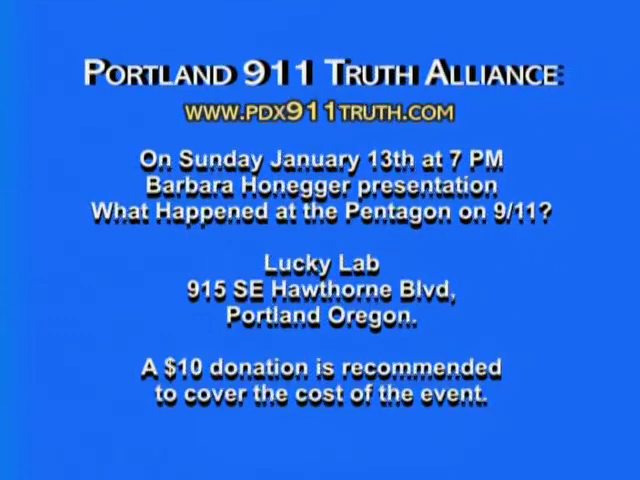 Portland 911 Truth Alliance
www.pdx911truth.com
On Sunday January 13th at 7 PM
Barbara Honegger presentation
What Happened at the Pentagon on 9/11?
Lucky Lab
915 SE Hawthorne Blvd,
Portland Oregon.
A $10 donation is recommended
to cover the cost of the event.